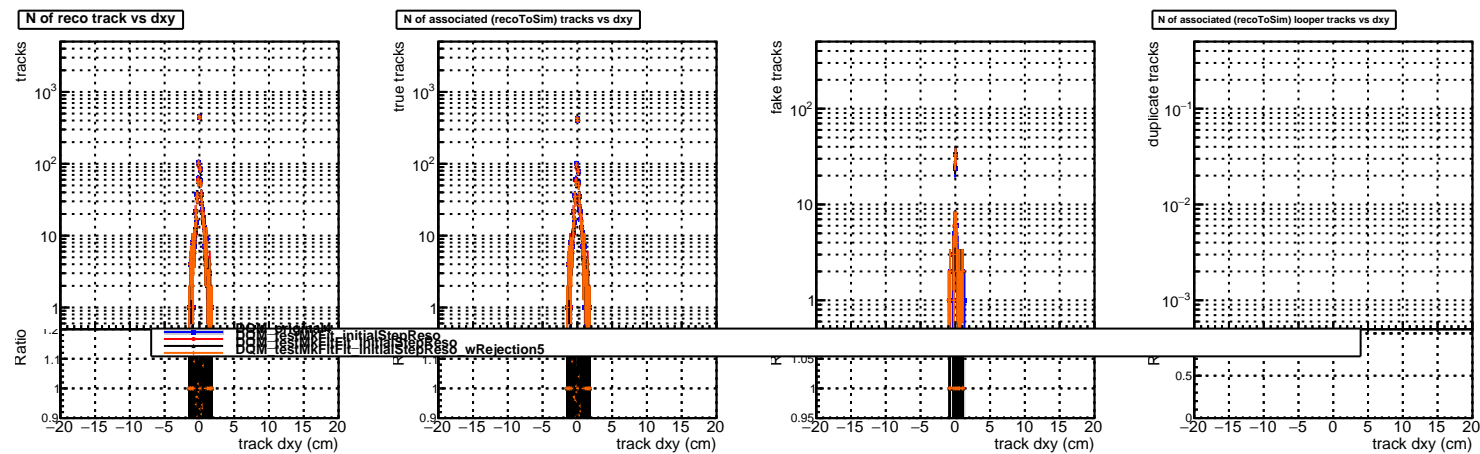 N of reco track vs dxy
tracks
10³
10²
10
1
1.2
Ratio
1.1
1
0.9
−20 −15 −10 −5 0 5 10 15 20
track dxy (cm)
N of associated (recoToSim) tracks vs dxy
true tracks
10³
10²
10
1
1.1
1
0.9
−20 −15 −10 −5 0 5 10 15 20
track dxy (cm)
fake tracks
10²
10
1
1.05
1
0.95
−20 −15 −10 −5 0 5 10 15 20
track dxy (cm)
N of associated (recoToSim) looper tracks vs dxy
duplicate tracks
10⁻¹
10⁻²
10⁻³
0.5
0
−20 −15 −10 −5 0 5 10 15 20
track dxy (cm)
DQM_testMkFit_initialStepReso
DQM_testMkFitFit_initialStepReso
DQM_testMkFitFit_initialStepReso_wRejection5